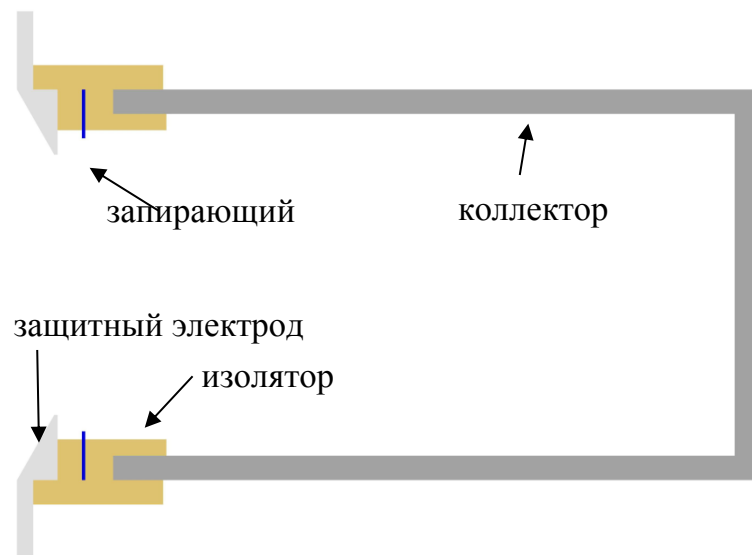 запирающий
коллектор
защитный электрод
изолятор